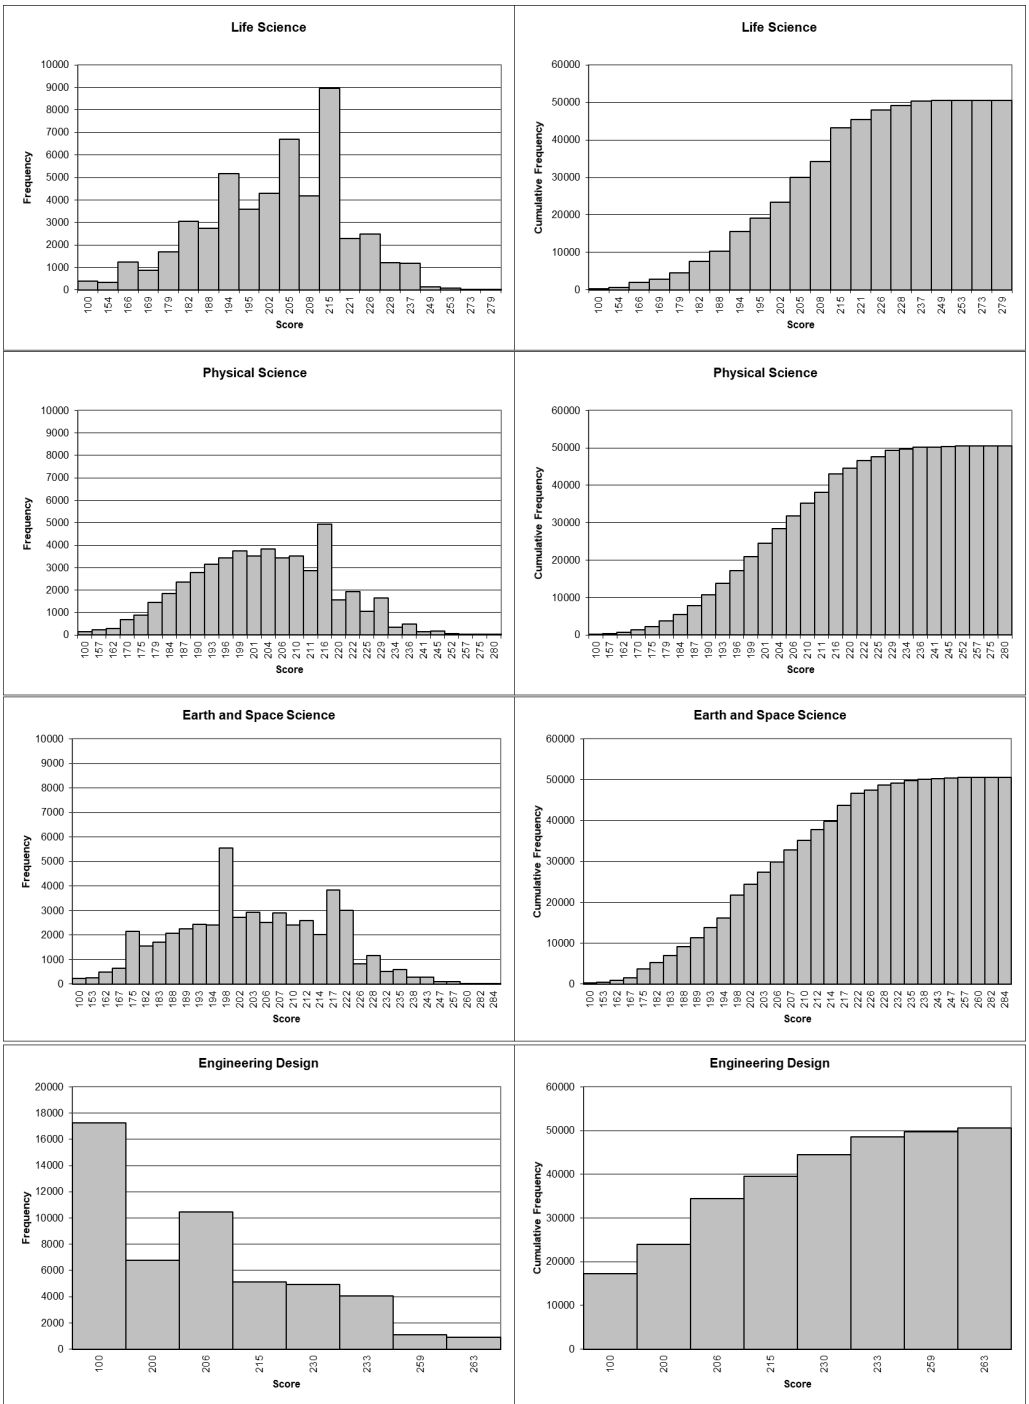 Life Science
10000
9000
8000
7000
6000
5000
4000
3000
2000
1000
0
Frequency
100 154 166 169 179 182 188 194 195 202 205 208 215 221 226 228 237 249 253 273 279
Score
Life Science
60000
50000
40000
30000
20000
10000
0
Cumulative Frequency
100 154 166 169 179 182 188 194 195 202 205 208 215 221 226 228 237 249 253 273 279
Score
Physical Science
10000
9000
8000
7000
6000
5000
4000
3000
2000
1000
0
Frequency
100 157 162 170 175 179 184 187 190 193 196 199 201 204 206 210 211 216 220 222 225 229 234 236 241 245 252 257 275 280
Score
Physical Science
60000
50000
40000
30000
20000
10000
0
Cumulative Frequency
100 157 162 170 175 179 184 187 190 193 196 199 201 204 206 210 211 216 220 222 225 229 234 236 241 245 252 257 275 280
Score
Earth and Space Science
10000
9000
8000
7000
6000
5000
4000
3000
2000
1000
0
Frequency
100 153 162 167 175 182 183 188 189 193 194 198 202 203 206 207 210 212 214 217 222 226 228 232 235 238 243 247 257 260 282 284
Score
Earth and Space Science
60000
50000
40000
30000
20000
10000
0
Cumulative Frequency
100 153 162 167 175 182 183 188 189 193 194 198 202 203 206 207 210 212 214 217 222 226 228 232 235 238 243 247 257 260 282 284
Score
Engineering Design
20000
18000
16000
14000
12000
10000
8000
6000
4000
2000
0
Frequency
100 200 206 215 230 233 259 263
Score
Engineering Design
60000
50000
40000
30000
20000
10000
0
Cumulative Frequency
100 200 206 215 230 233 259 263
Score